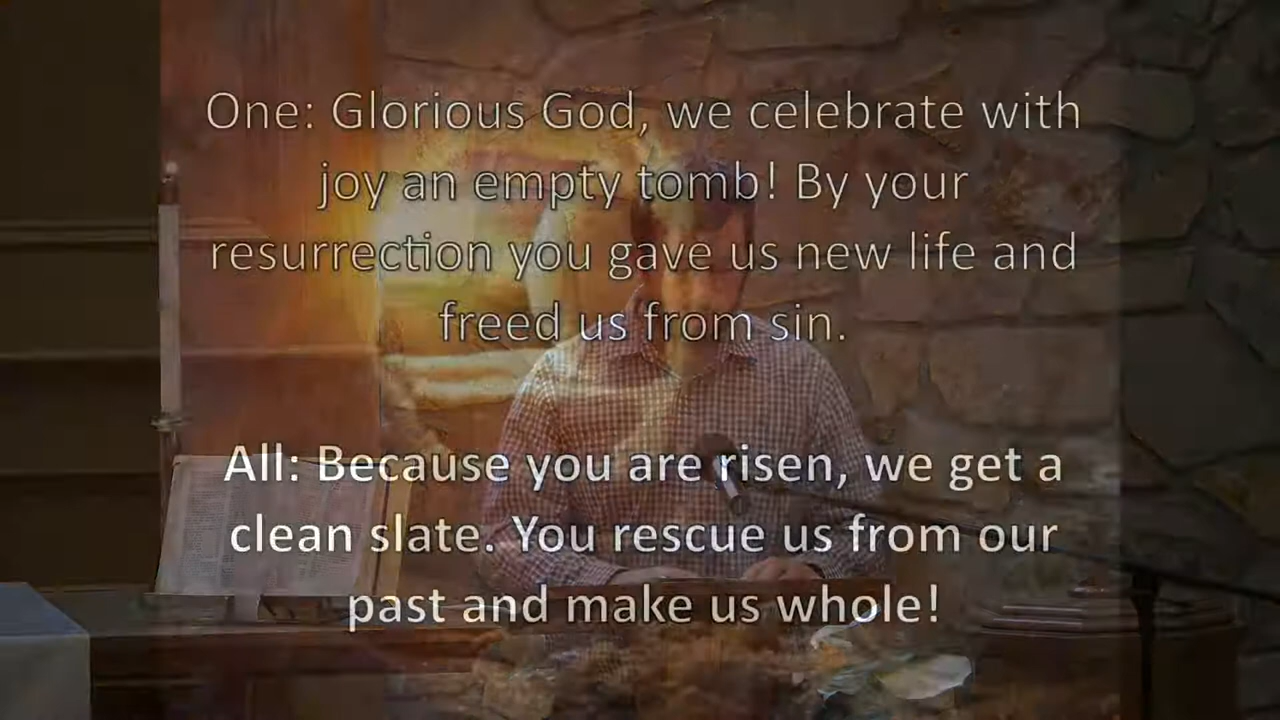 One: Glorious God, we celebrate with
joy an empty tomb! By your
resurrection you gave us new life and
freed us from sin.
All: Because you are risen, we get a
clean slate. You rescue us from our
past and make us whole!